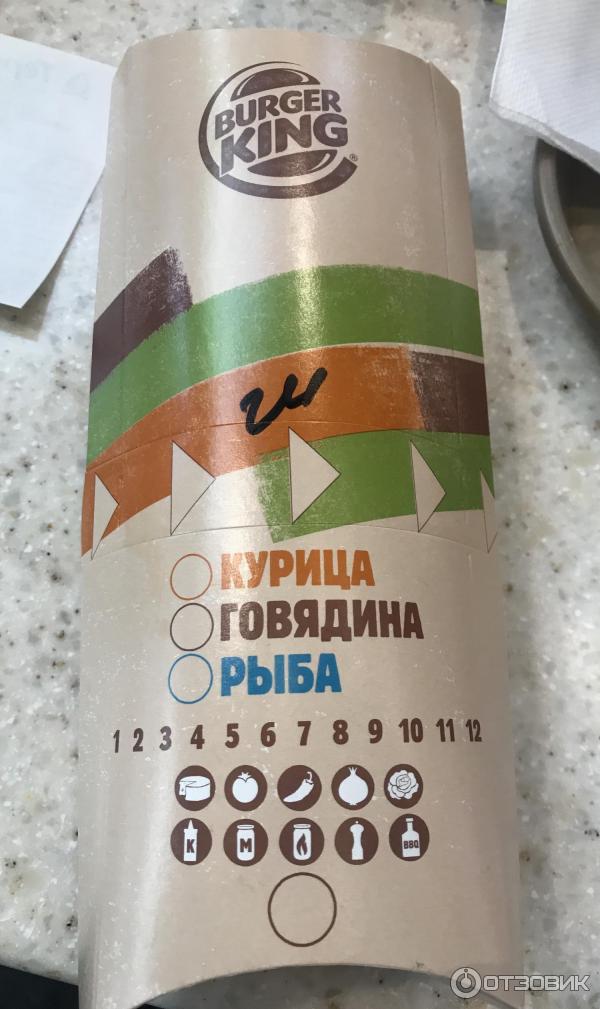 BURGER
KING®
КУРИЦА
ГОВЯДИНА
РЫБА
1 2 3 4 5 6 7 8 9 10 11 12
K M BBQ
ОТЗОВИК